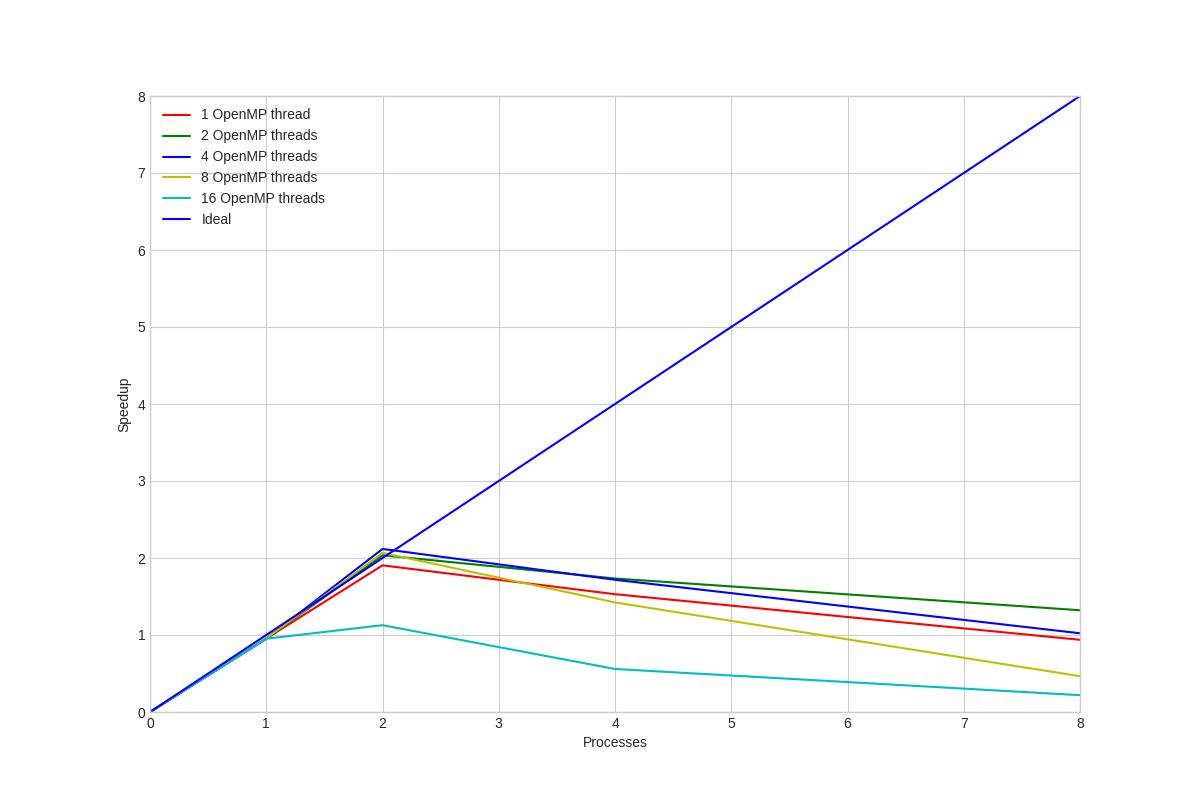 8
7
6
5
4
3
2
1
0
Speedup
1 OpenMP thread
2 OpenMP threads
4 OpenMP threads
8 OpenMP threads
16 OpenMP threads
Ideal
0 1 2 3 4 5 6 7 8
Processes